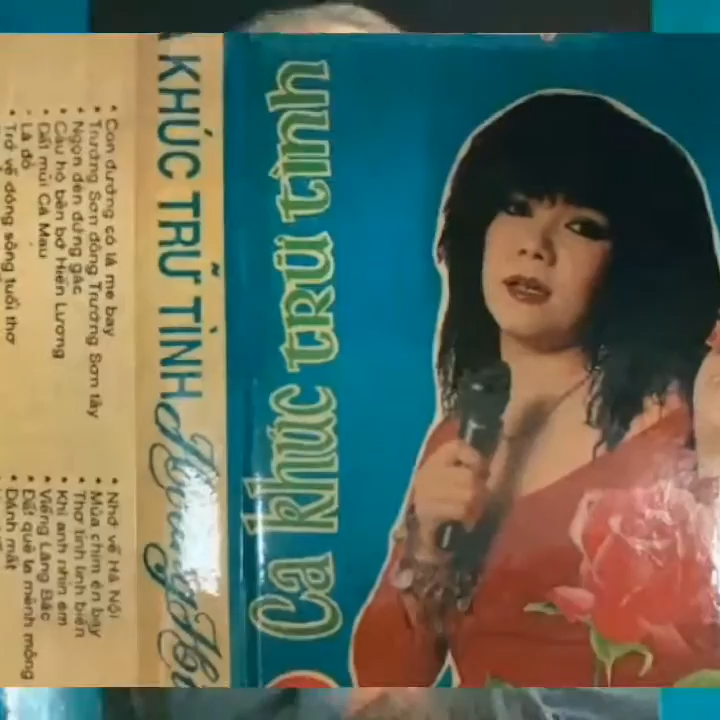 Ca khúc trữ tình
KHÚC TRỮ TÌNH
Hương
• Con đường có lá me bay
• Trường Sơn đông Trường Sơn tây
• Ngọn đèn đứng gác
• Câu hò bên bờ Hiền Lương
• Đất mũi Cà Mau
• Lá đỏ
• Trở về dòng sông tuổi thơ
• Nhớ về Hà Nội
• Mùa chim én bay
• Thơ tình lính biển
• Khi anh nhìn em
• Viếng Lăng Bác
• Đất quê ta mênh mông
• Đánh mất